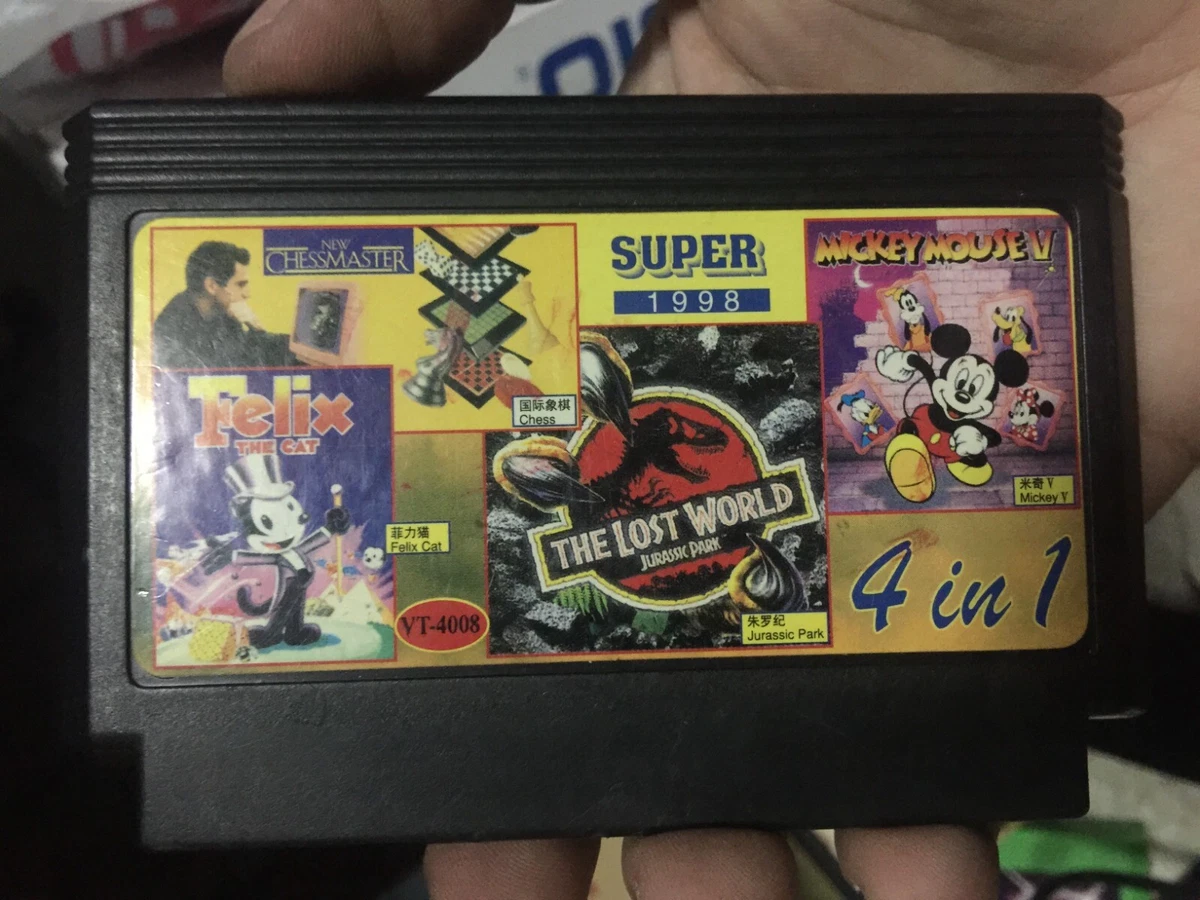 NEW
CHESSMASTER
国际象棋
Chess
SUPER
1998
MICKEY MOUSE V
米奇 V
Mickey V
Felix
THE CAT
菲力猫
Felix Cat
VT-4008
THE LOST WORLD
JURASSIC PARK
朱罗纪
Jurassic Park
4 in 1